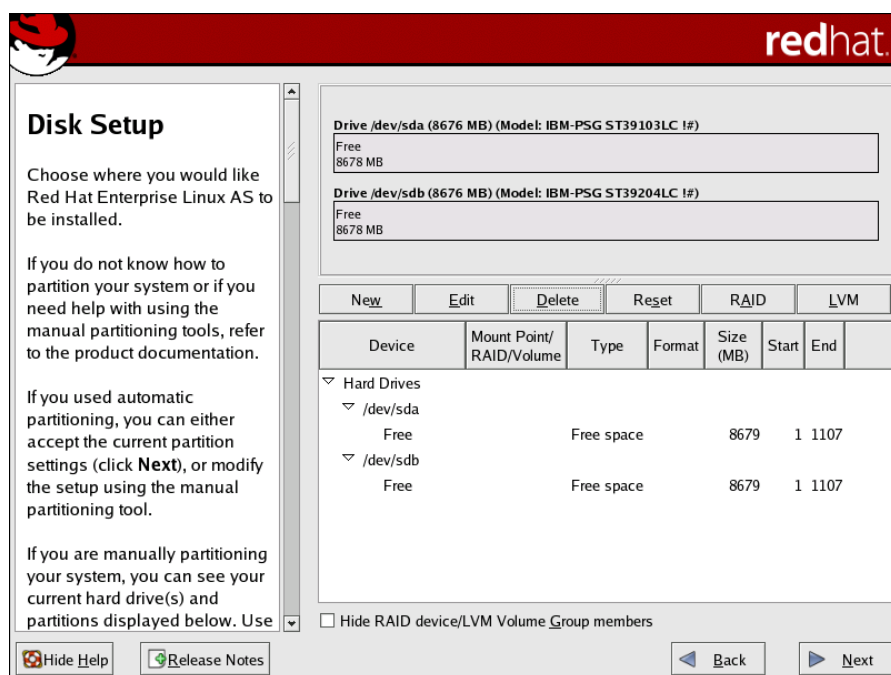 redhat.
Disk Setup
Choose where you would like
Red Hat Enterprise Linux AS to
be installed.
If you do not know how to
partition your system or if you
need help with using the
manual partitioning tools, refer
to the product documentation.
If you used automatic
partitioning, you can either
accept the current partition
settings (click Next), or modify
the setup using the manual
partitioning tool.
If you are manually partitioning
your system, you can see your
current hard drive(s) and
partitions displayed below. Use
Drive /dev/sda (8676 MB) (Model: IBM-PSG ST39103LC !#)
Free
8678 MB
Drive /dev/sdb (8676 MB) (Model: IBM-PSG ST39204LC !#)
Free
8678 MB
New Edit Delete Reset RAID LVM
Device Mount Point/ RAID/Volume Type Format Size (MB) Start End
Hard Drives
/dev/sda
Free Free space 8679 1 1107
/dev/sdb
Free Free space 8679 1 1107
Hide RAID device/LVM Volume Group members
Hide Help Release Notes Back Next